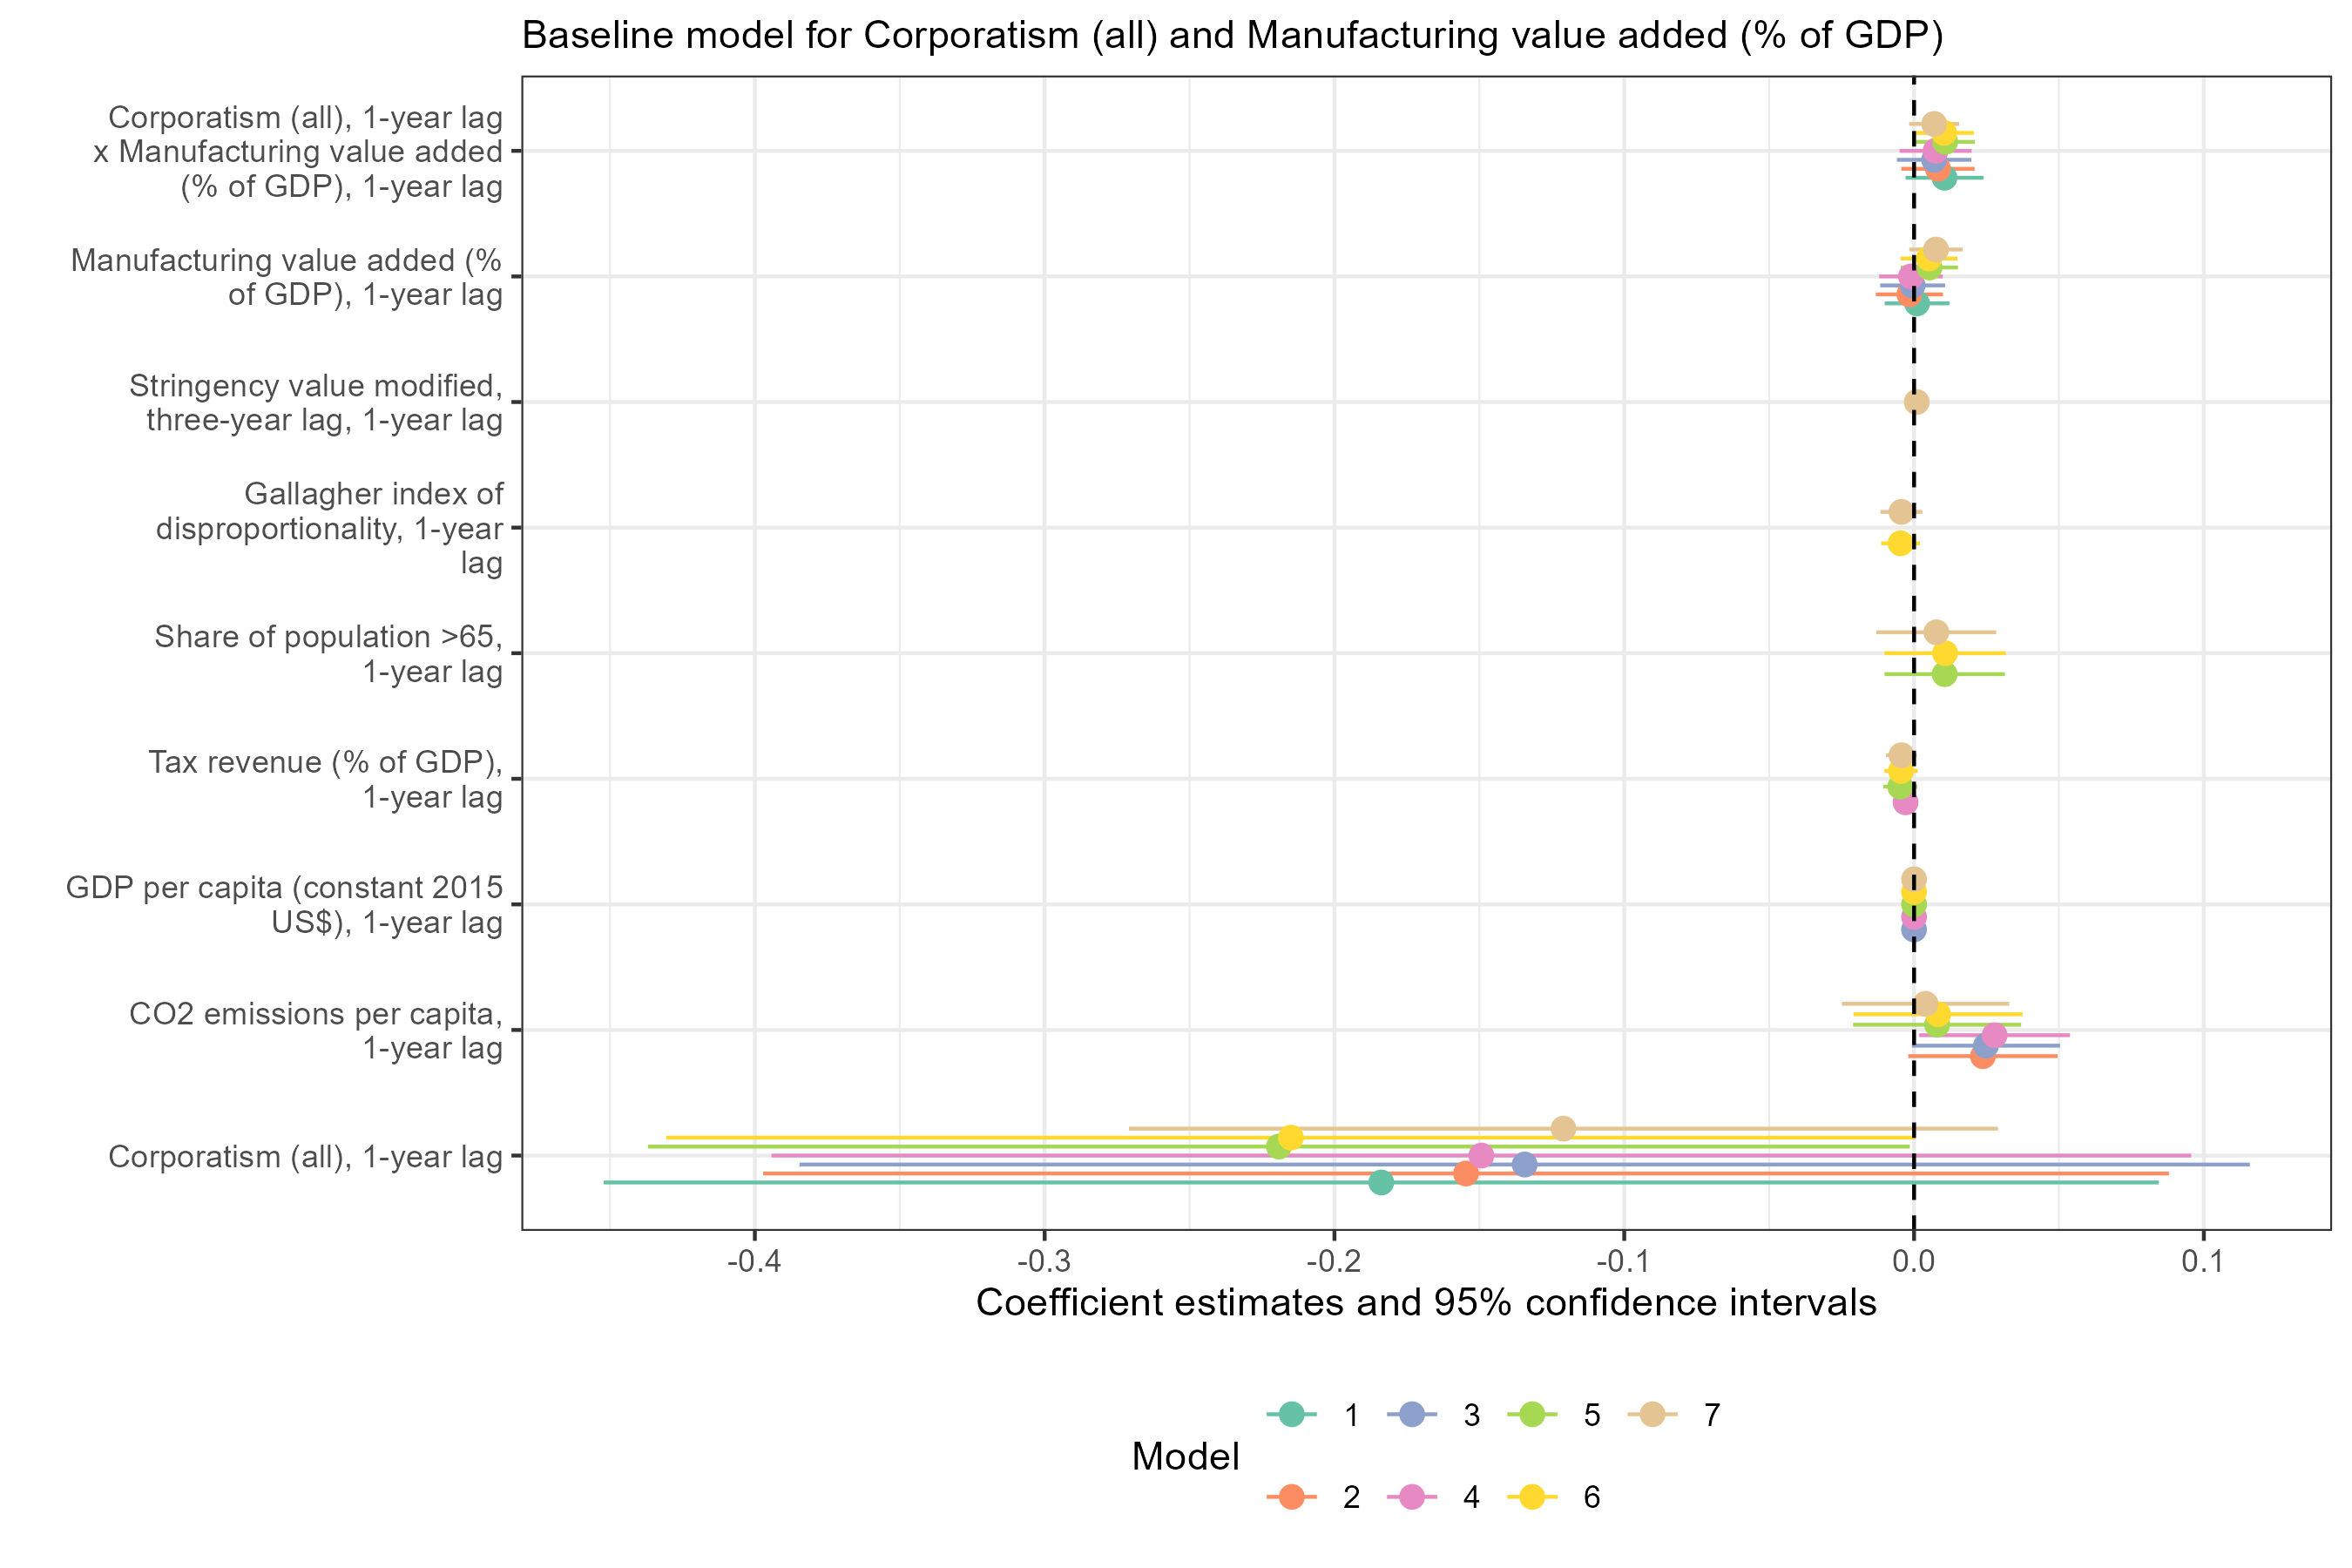 Baseline model for Corporatism (all) and Manufacturing value added (% of GDP)
Corporatism (all), 1-year lag
x Manufacturing value added
(% of GDP), 1-year lag
Manufacturing value added (%
of GDP), 1-year lag
Stringency value modified,
three-year lag, 1-year lag
Gallagher index of
disproportionality, 1-year
lag
Share of population >65,
1-year lag
Tax revenue (% of GDP),
1-year lag
GDP per capita (constant 2015
US$), 1-year lag
CO2 emissions per capita,
1-year lag
Corporatism (all), 1-year lag
-0.4 -0.3 -0.2 -0.1 0.0 0.1
Coefficient estimates and 95% confidence intervals
1 3 5 7
Model
2 4 6